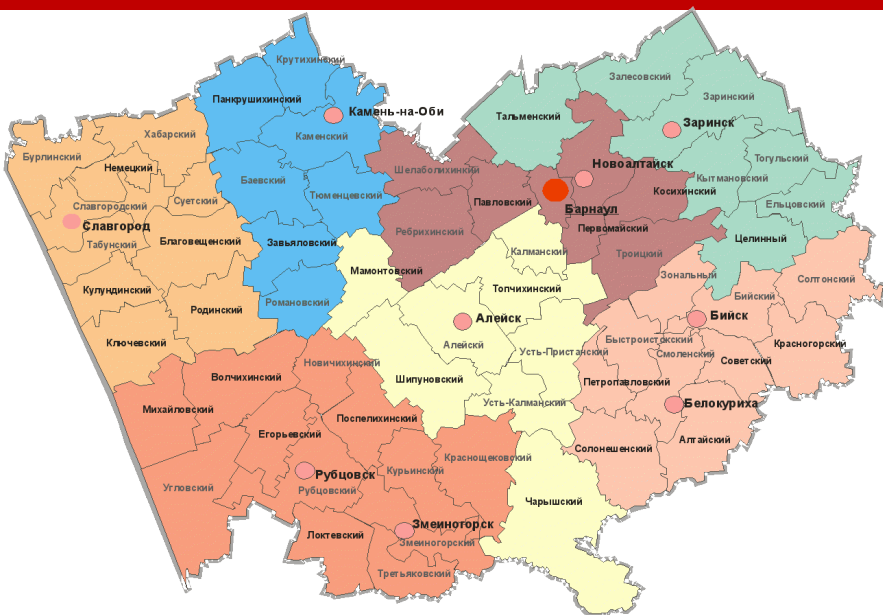 Крутихинский
Залесовский
Панкрушихинский
Заринский
Камень-на-Оби
Тальменский
Заринск
Хабарский
Каменский
Бурлинский
Немецкий
Шелаболихинский
Новоалтайск
Тогульский
Баевский
Кытмановский
Косихинский
Тюменцевский
Суетский
Павловский
Ельцовский
Славгородский
Барнаул
Славгород
Первомайский
Ребрихинский
Табунский
Благовещенский
Завьяловский
Целинный
Калманский
Троицкий
Мамонтовский
Зональный
Солтонский
Кулундинский
Топчихинский
Бийский
Романовский
Родинский
Алейск
Бийск
Ключевский
Быстроистокский
Красногорский
Алейскй
Усть-Пристанский
Смоленский
Советский
Новичихинский
Волчихинский
Шипуновский
Петропавловский
Усть-Калманский
Белокуриха
Михайловский
Поспелихинский
Егорьевский
Алтайский
Солонешенский
Краснощековский
Курьинский
Рубцовск
Угловский
Рубцовский
Чарышский
Змеиногорск
Локтевский
Змеиногорский
Третьяковский